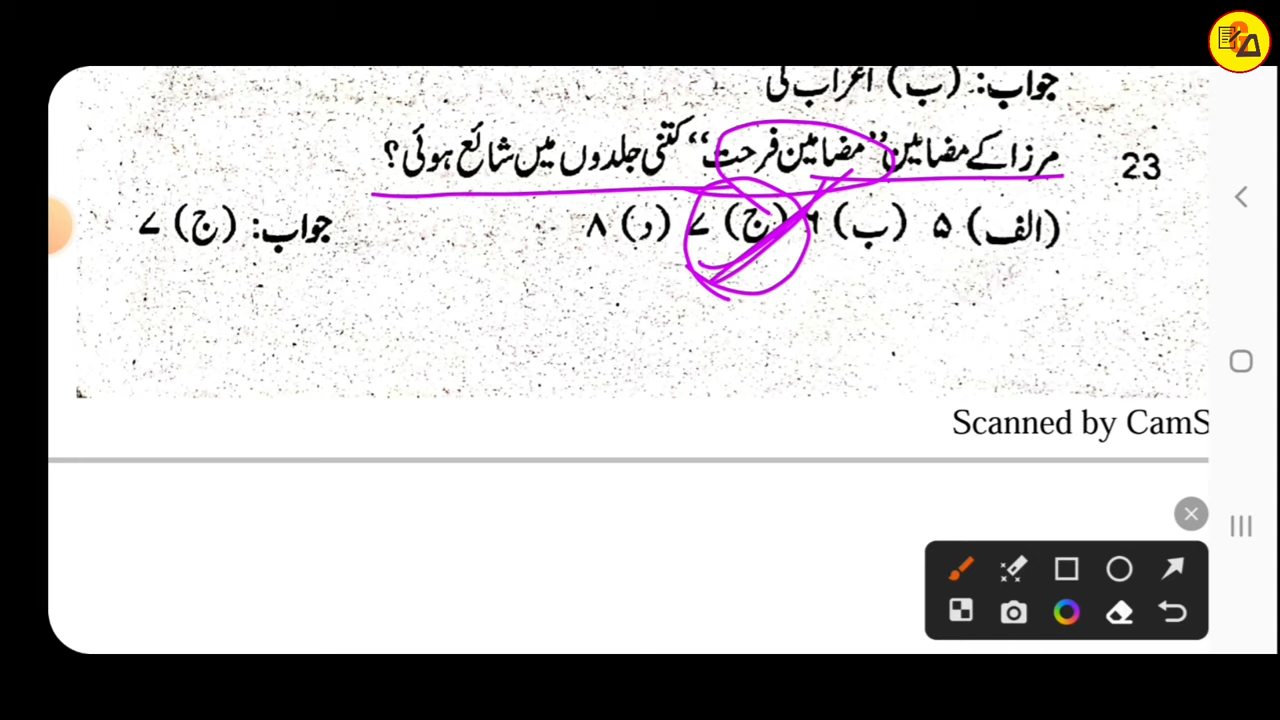 جواب: (ب) اعراب کی
23 مرزا کے مضامین ”مضامین فرحت“ کتنی جلدوں میں شائع ہوئی؟
(الف) ۵ (ب) ۶ (ج) ۷ (د) ۸ جواب: (ج) ۷
Scanned by CamS